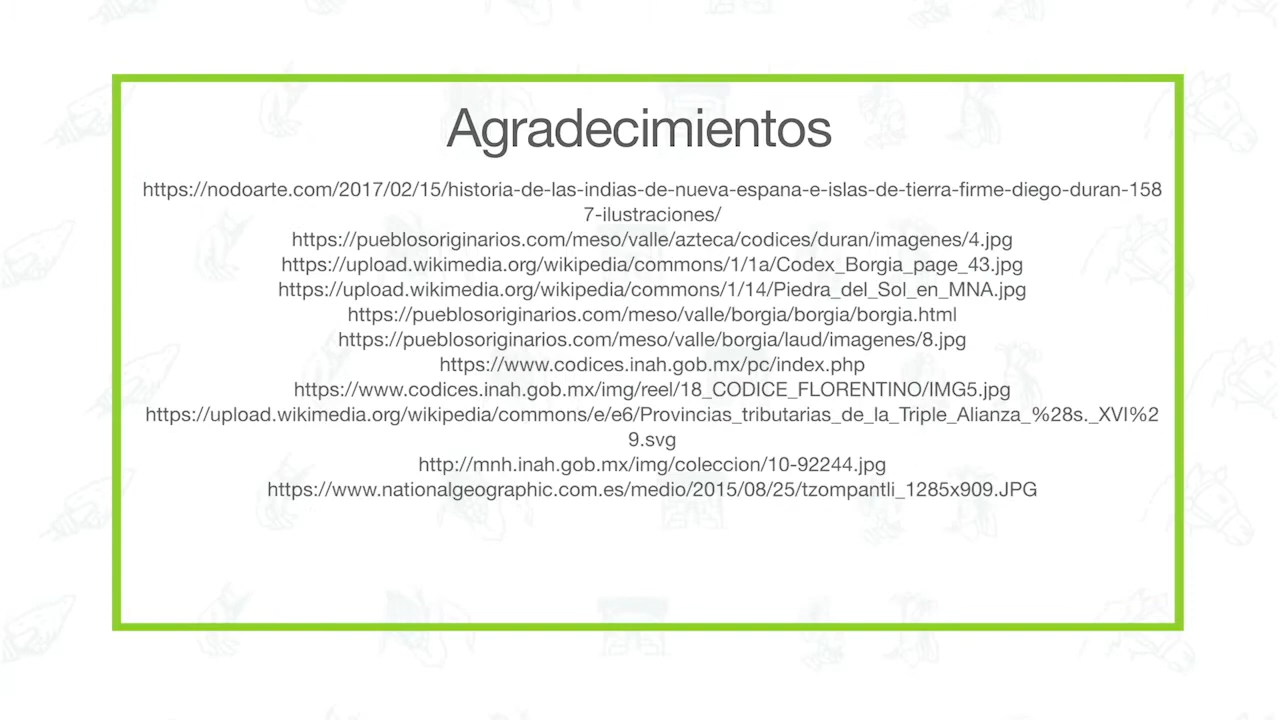 Agradecimientos
https://nodoarte.com/2017/02/15/historia-de-las-indias-de-nueva-espana-e-islas-de-tierra-firme-diego-duran-158
7-ilustraciones/
https://pueblosoriginarios.com/meso/valle/azteca/codices/duran/imagenes/4.jpg
https://upload.wikimedia.org/wikipedia/commons/1/1a/Codex_Borgia_page_43.jpg
https://upload.wikimedia.org/wikipedia/commons/1/14/Piedra_del_Sol_en_MNA.jpg
https://pueblosoriginarios.com/meso/valle/borgia/borgia/borgia.html
https://pueblosoriginarios.com/meso/valle/borgia/laud/imagenes/8.jpg
https://www.codices.inah.gob.mx/pc/index.php
https://www.codices.inah.gob.mx/img/reel/18_CODICE_FLORENTINO/IMG5.jpg
https://upload.wikimedia.org/wikipedia/commons/e/e6/Provincias_tributarias_de_la_Triple_Alianza_%28s._XVI%2
9.svg
http://mnh.inah.gob.mx/img/coleccion/10-92244.jpg
https://www.nationalgeographic.com.es/medio/2015/08/25/tzompantli_1285x909.JPG